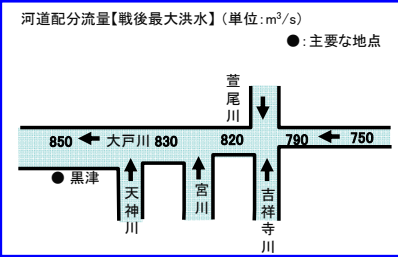 河道配分流量【戦後最大洪水】(単位:m³/s)
●:主要な地点
萱尾川
850 大戸川 830 820 790 750
● 黒津
天神川
宮川
吉祥寺川